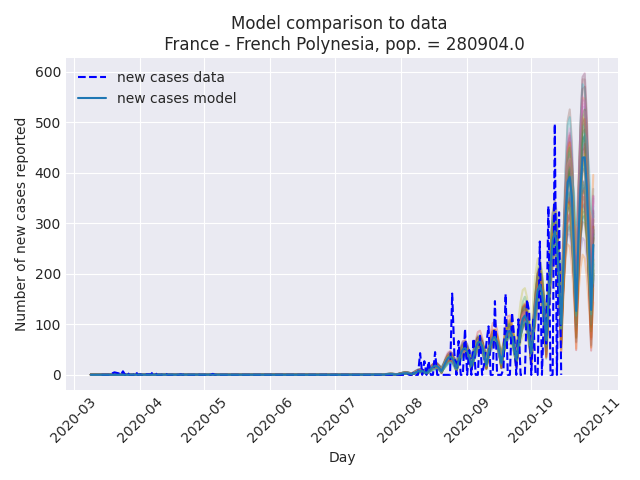 Model comparison to data
France - French Polynesia, pop. = 280904.0
new cases data
new cases model
Number of new cases reported
600
500
400
300
200
100
0
2020-03
2020-04
2020-05
2020-06
2020-07
2020-08
2020-09
2020-10
2020-11
Day